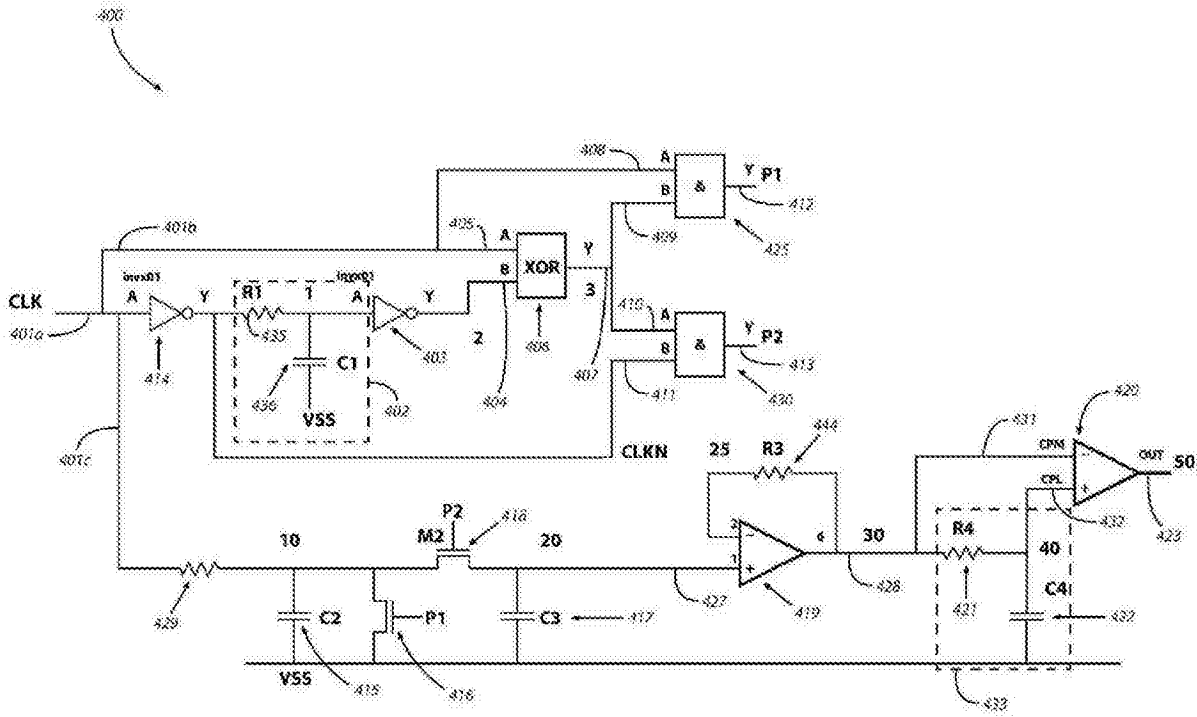 400
408
A
Y P1
&
B
412
401b
405
A
409
425
invx01
invx01
XOR
Y
B
3
410
A
Y P2
CLK
A
Y
R1
1
A
Y
&
B
401a
435
2
413
414
C1
403
406
407
411
430
436
VSS
402
404
420
401c
CLKN
25
R3
444
431
CPM
OUT
50
CPL
P2
418
10
M2
20
2
6
30
R4
40
432
423
1
429
C2
P1
C3
417
427
419
428
421
C4
432
VSS
415
416
433